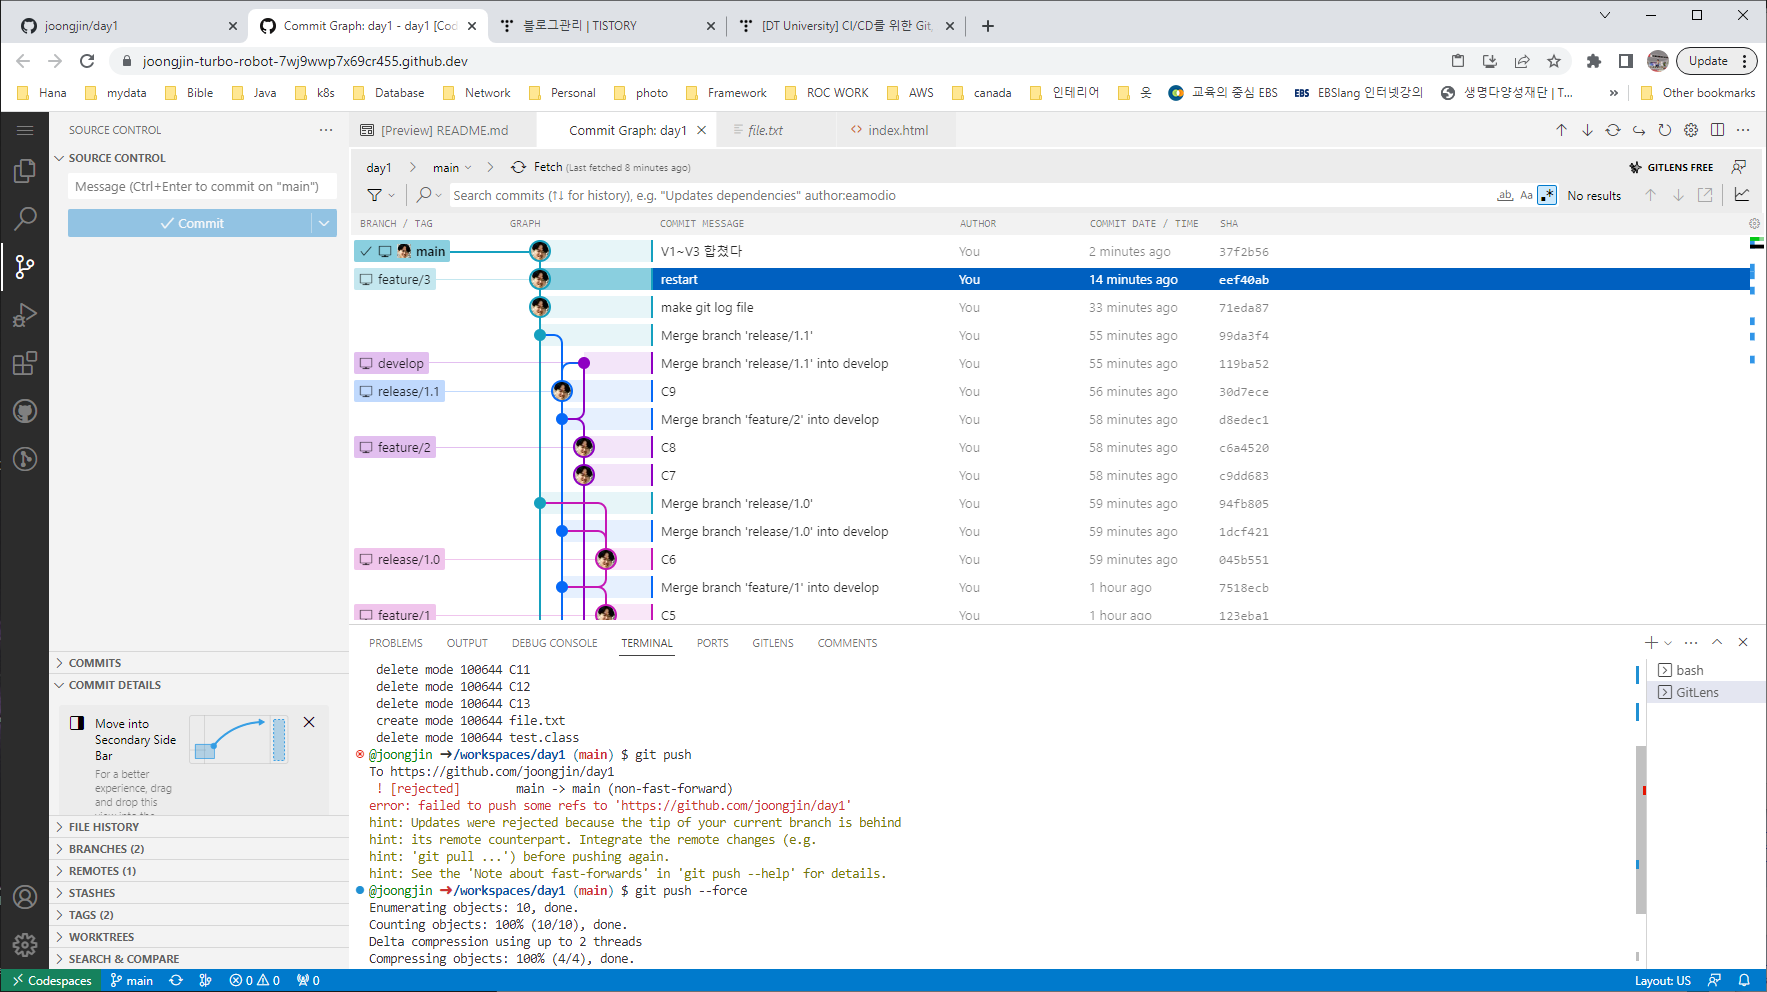 joongjin/day1
Commit Graph: day1 - day1 [Cod
블로그관리 | TISTORY
[DT University] CI/CD를 위한 Git,
joongjin-turbo-robot-7wj9wwp7x69cr455.github.dev
Update
Hana
mydata
Bible
Java
k8s
Database
Network
Personal
photo
Framework
ROC WORK
AWS
canada
인테리어
옷
교육의 중심 EBS
EBS EBSlang 인터넷강의
생명다양성재단 | T...
»
Other bookmarks
SOURCE CONTROL
[Preview] README.md
Commit Graph: day1
file.txt
index.html
SOURCE CONTROL
Message (Ctrl+Enter to commit on "main")
Commit
day1 > main > Fetch (Last fetched 8 minutes ago)
GITLENS FREE
Search commits (↑↓ for history), e.g. "Updates dependencies" author:eamodio
ab Aa .* No results
BRANCH / TAG GRAPH COMMIT MESSAGE AUTHOR COMMIT DATE / TIME SHA
main V1~V3 합쳤다 You 2 minutes ago 37f2b56
feature/3 restart You 14 minutes ago eef40ab
make git log file You 33 minutes ago 71eda87
Merge branch 'release/1.1' You 55 minutes ago 99da3f4
develop Merge branch 'release/1.1' into develop You 55 minutes ago 119ba52
release/1.1 C9 You 56 minutes ago 30d7ece
Merge branch 'feature/2' into develop You 58 minutes ago d8edec1
feature/2 C8 You 58 minutes ago c6a4520
C7 You 58 minutes ago c9dd683
Merge branch 'release/1.0' You 59 minutes ago 94fb805
Merge branch 'release/1.0' into develop You 59 minutes ago 1dcf421
release/1.0 C6 You 59 minutes ago 045b551
Merge branch 'feature/1' into develop You 1 hour ago 7518ecb
feature/1 C5 You 1 hour ago 123eba1
COMMITS
COMMIT DETAILS
Move into
Secondary Side
Bar
For a better
experience, drag
and drop this
view into the
FILE HISTORY
BRANCHES (2)
REMOTES (1)
STASHES
TAGS (2)
WORKTREES
SEARCH & COMPARE
PROBLEMS OUTPUT DEBUG CONSOLE TERMINAL PORTS GITLENS COMMENTS
bash
GitLens
delete mode 100644 C11
delete mode 100644 C12
delete mode 100644 C13
create mode 100644 file.txt
delete mode 100644 test.class
@joongjin ➜/workspaces/day1 (main) $ git push
To https://github.com/joongjin/day1
! [rejected] main -> main (non-fast-forward)
error: failed to push some refs to 'https://github.com/joongjin/day1'
hint: Updates were rejected because the tip of your current branch is behind
hint: its remote counterpart. Integrate the remote changes (e.g.
hint: 'git pull ...') before pushing again.
hint: See the 'Note about fast-forwards' in 'git push --help' for details.
@joongjin ➜/workspaces/day1 (main) $ git push --force
Enumerating objects: 10, done.
Counting objects: 100% (10/10), done.
Delta compression using up to 2 threads
Compressing objects: 100% (4/4), done.
Codespaces main 0 0 0 Layout: US